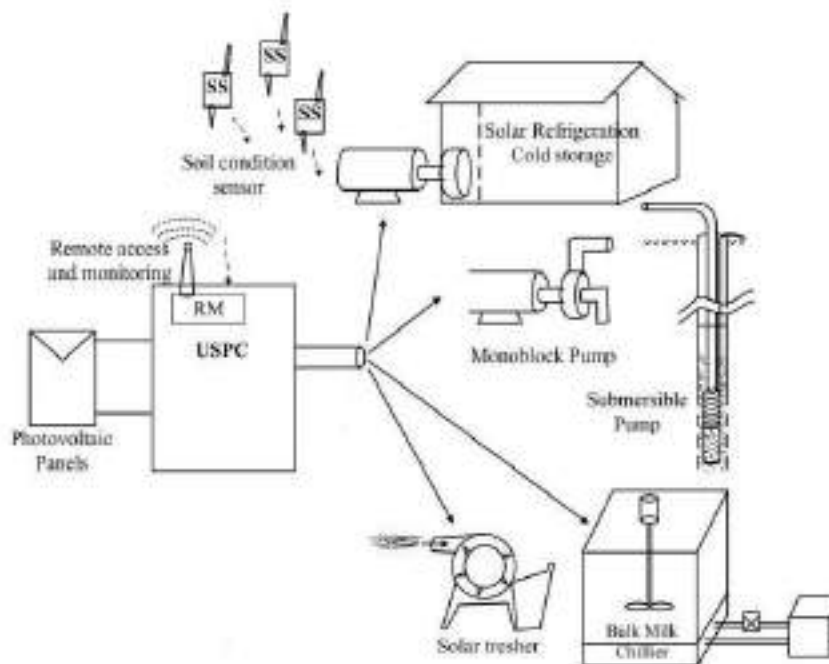 SS
SS
SS
Soil condition
sensor
Solar Refrigeration
Cold storage
Remote access
and monitoring
RM
USPC
Monoblock Pump
Photovoltaic
Panels
Submersible
Pump
Solar tresher
Bulk Milk
Chillier